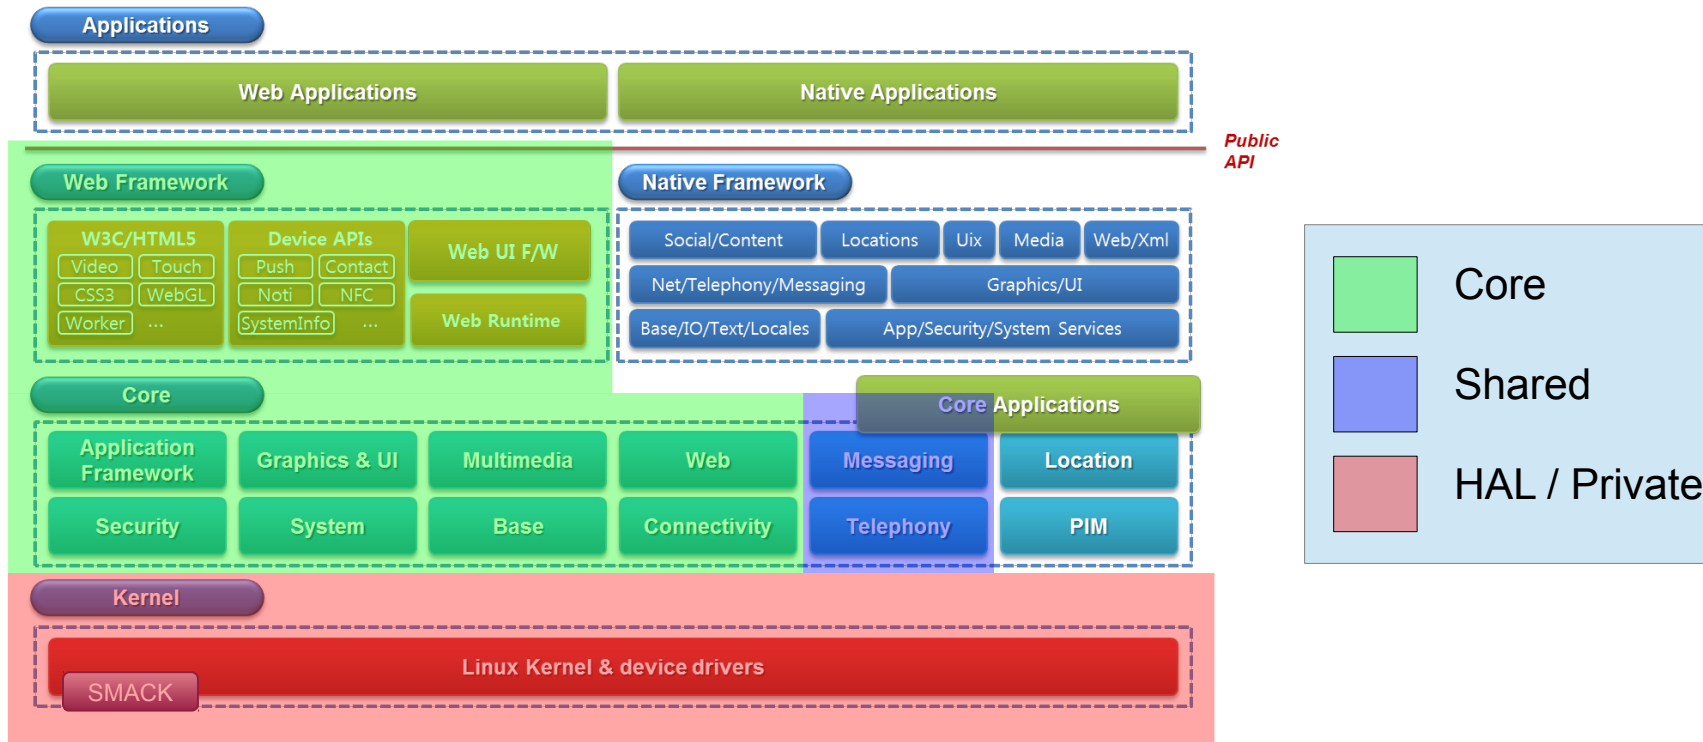 Applications
Web Applications
Native Applications
Public
API
Web Framework
Native Framework
W3C/HTML5
Video
Touch
CSS3
WebGL
Worker
...
Device APIs
Push
Contact
Noti
NFC
SystemInfo
...
Web UI F/W
Web Runtime
Social/Content
Locations
Uix
Media
Web/Xml
Net/Telephony/Messaging
Graphics/UI
Base/IO/Text/Locales
App/Security/System Services
Core
Core Applications
Application
Framework
Graphics & UI
Multimedia
Web
Messaging
Location
Security
System
Base
Connectivity
Telephony
PIM
Kernel
Linux Kernel & device drivers
SMACK
Core
Shared
HAL / Private